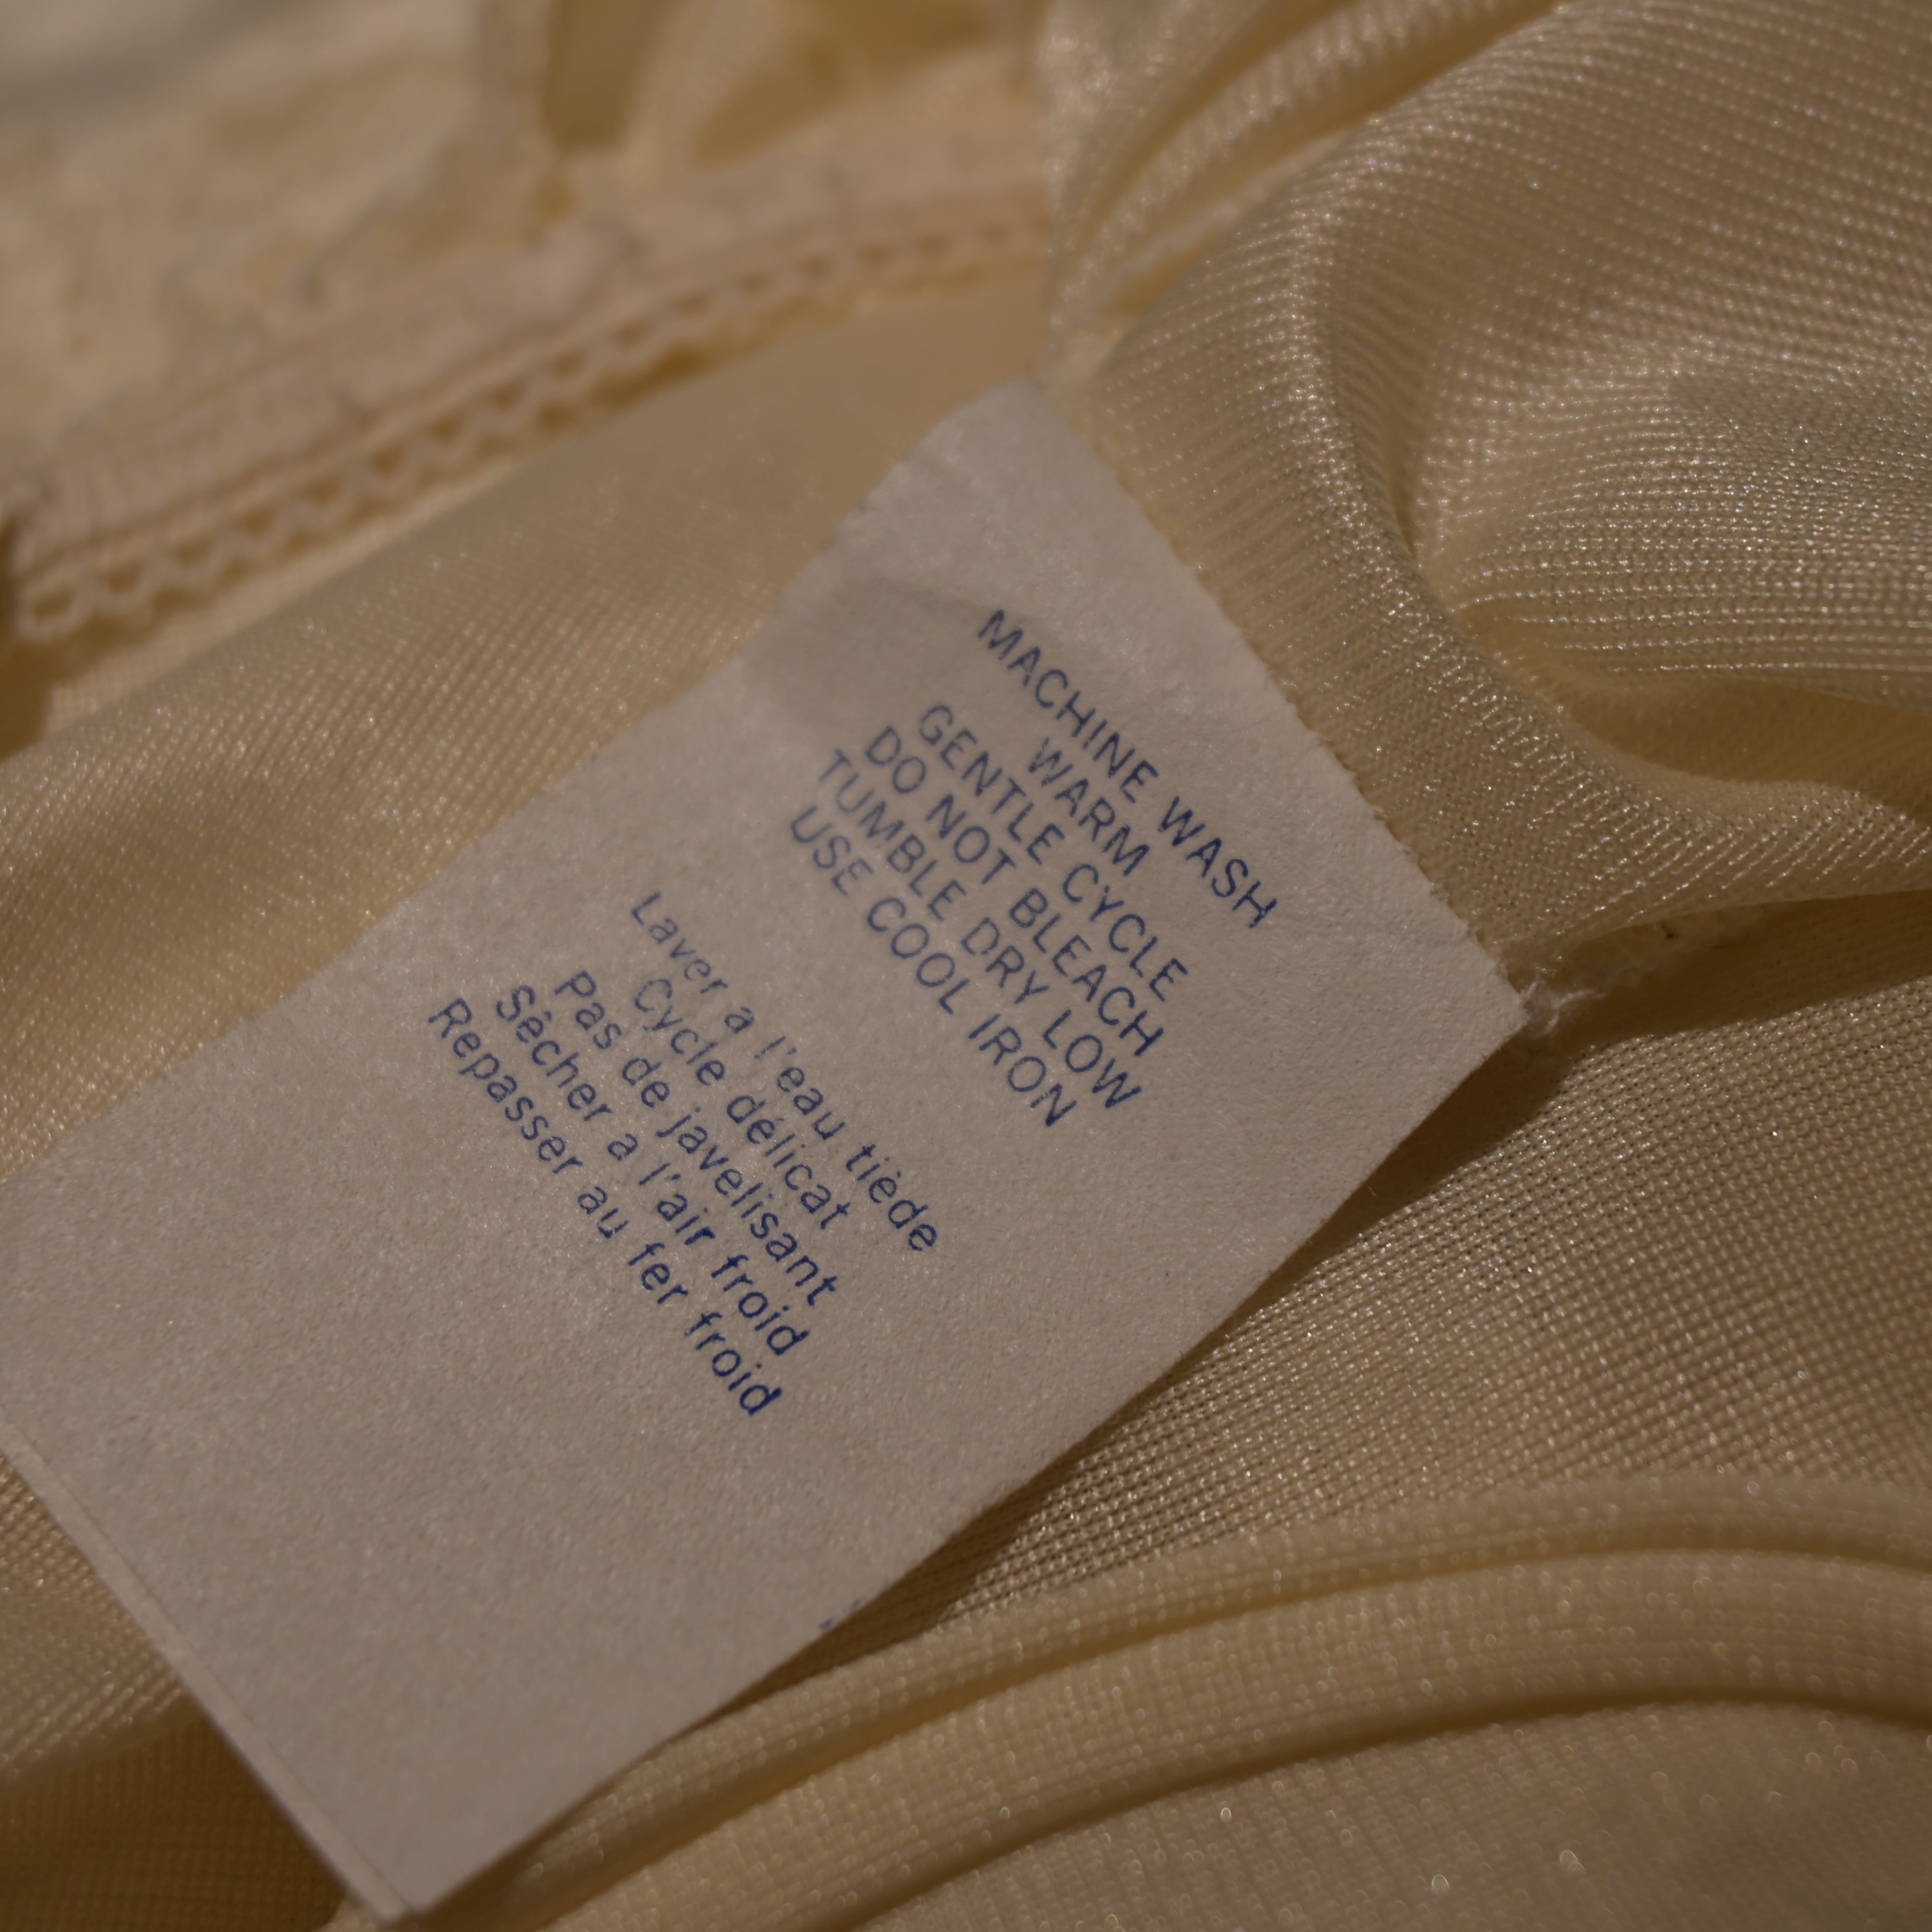 MACHINE WASH
WARM
GENTLE CYCLE
DO NOT BLEACH
TUMBLE DRY LOW
USE COOL IRON
Laver a l'eau tiède
Cycle délicat
Pas de javelisant
Sécher a l'air froid
Repasser au fer froid